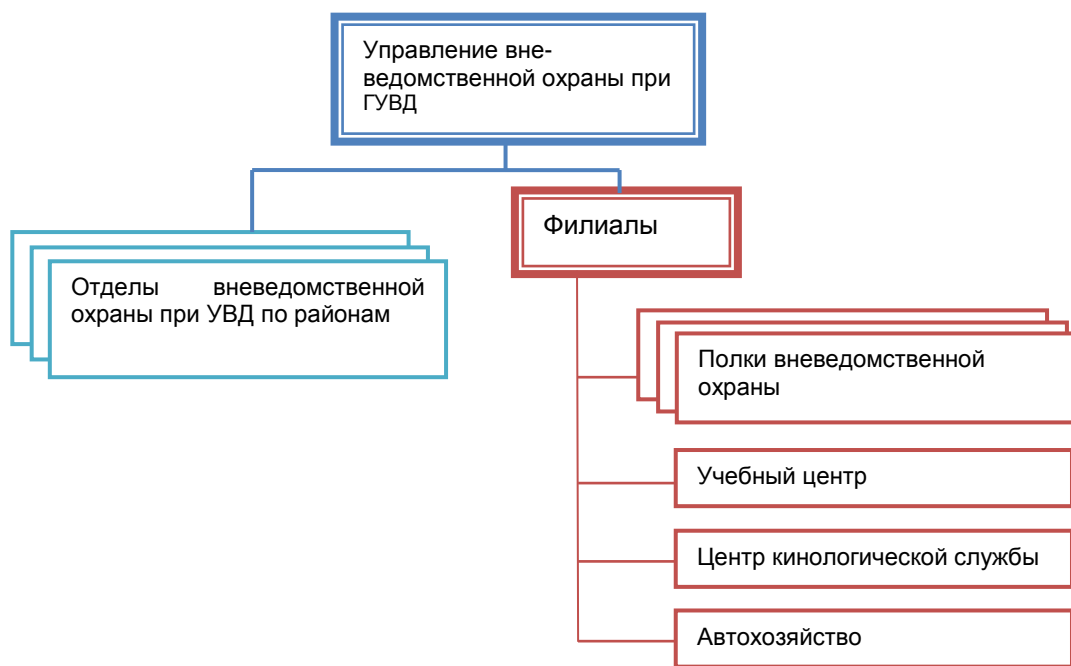 Управление вне-
ведомственной охраны при
ГУВД
Филиалы
Отделы вневедомственной
охраны при УВД по районам
Полки вневедомственной
охраны
Учебный центр
Центр кинологической службы
Автохозяйство